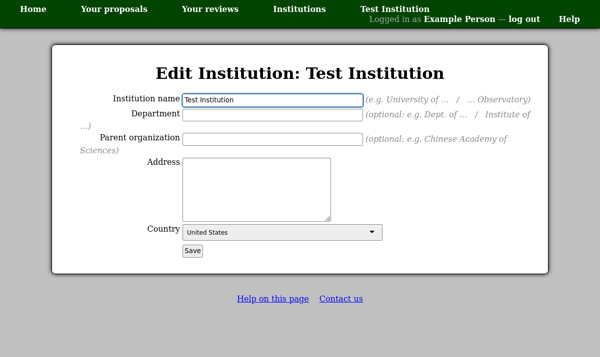 Home Your proposals Your reviews Institutions Test Institution
Logged in as Example Person — log out Help
Edit Institution: Test Institution
Institution name Test Institution (e.g. University of ... / ... Observatory)
Department (optional: e.g. Dept. of ... / Institute of
...)
Parent organization (optional: e.g. Chinese Academy of
Sciences)
Address
Country United States
Save
Help on this page Contact us